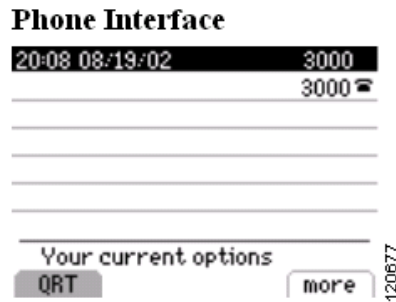 Phone Interface
20:08 08/19/02 3000
3000
Your current options
QRT more
120677